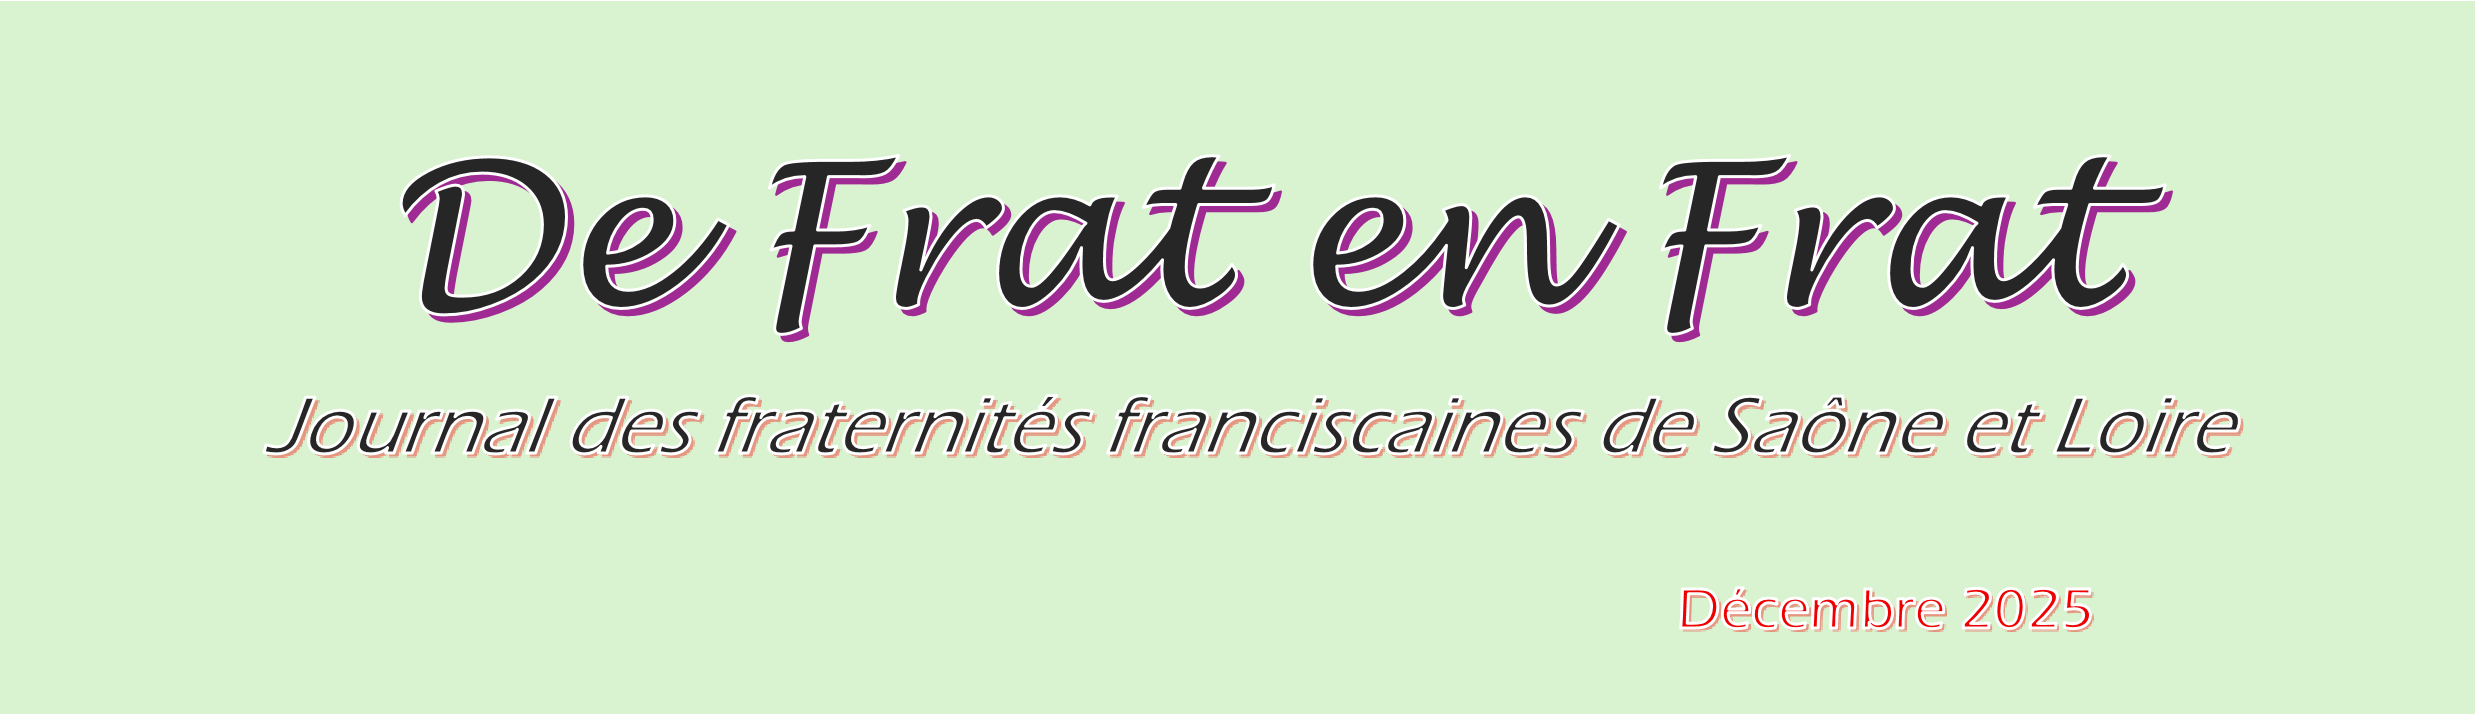 De Frat en Frat
Journal des fraternités franciscaines de Saône et Loire
Décembre 2025